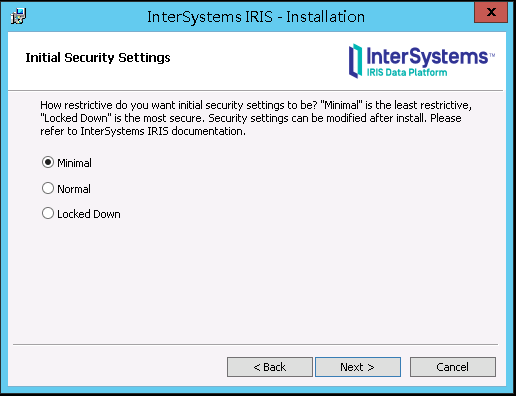 InterSystems IRIS - Installation
X
Initial Security Settings
InterSystems™
IRIS Data Platform
How restrictive do you want initial security settings to be? "Minimal" is the least restrictive,
"Locked Down" is the most secure. Security settings can be modified after install. Please
refer to InterSystems IRIS documentation.
Minimal
Normal
Locked Down
< Back
Next >
Cancel